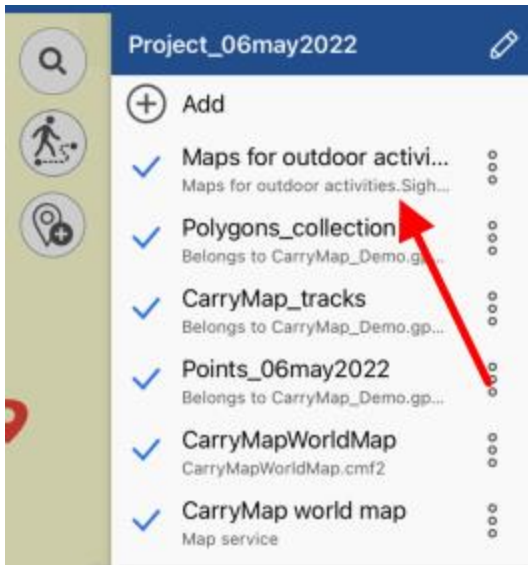 Project_06may2022
Add
Maps for outdoor activi...
Maps for outdoor activities.Sigh...
Polygons_collection
Belongs to CarryMap_Demo.gp...
CarryMap_tracks
Belongs to CarryMap_Demo.gp...
Points_06may2022
Belongs to CarryMap_Demo.gp...
CarryMapWorldMap
CarryMapWorldMap.cmf2
CarryMap world map
Map service